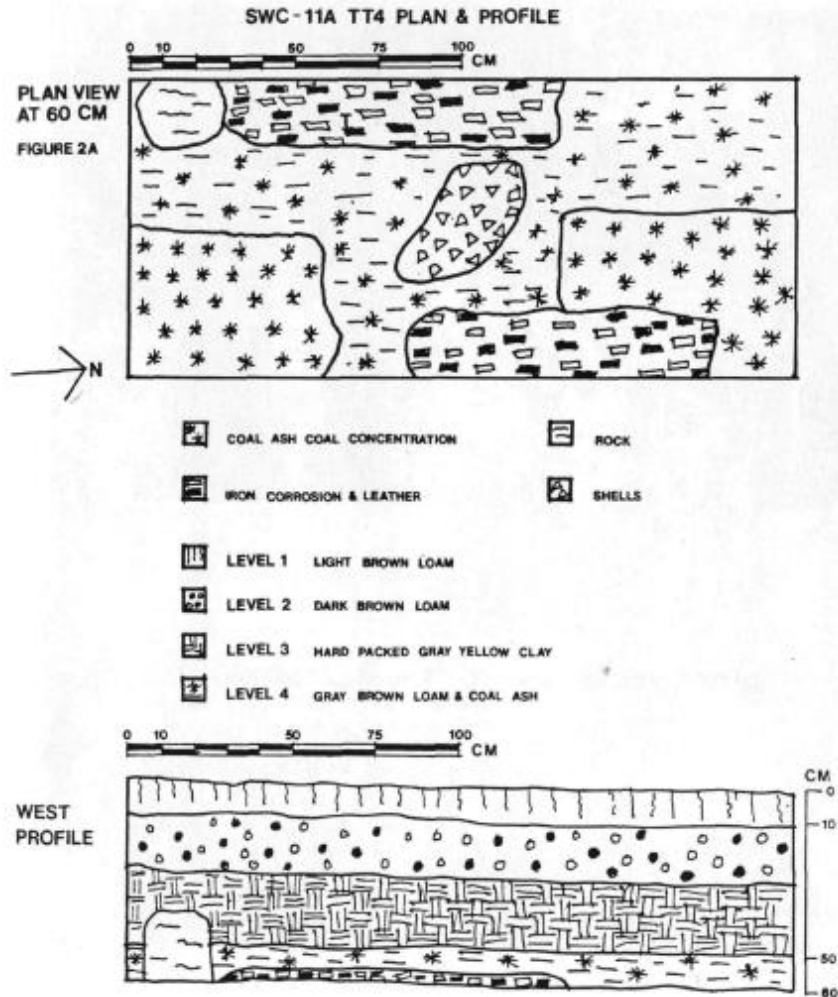 SWC-11A TT4 PLAN & PROFILE
0 10 50 75 100
CM
PLAN VIEW
AT 60 CM
FIGURE 2A
N
COAL ASH COAL CONCENTRATION
ROCK
IRON CORROSION & LEATHER
SHELLS
LEVEL 1 LIGHT BROWN LOAM
LEVEL 2 DARK BROWN LOAM
LEVEL 3 HARD PACKED GRAY YELLOW CLAY
LEVEL 4 GRAY BROWN LOAM & COAL ASH
0 10 50 75 100
CM
WEST
PROFILE
CM
0
10
50
60